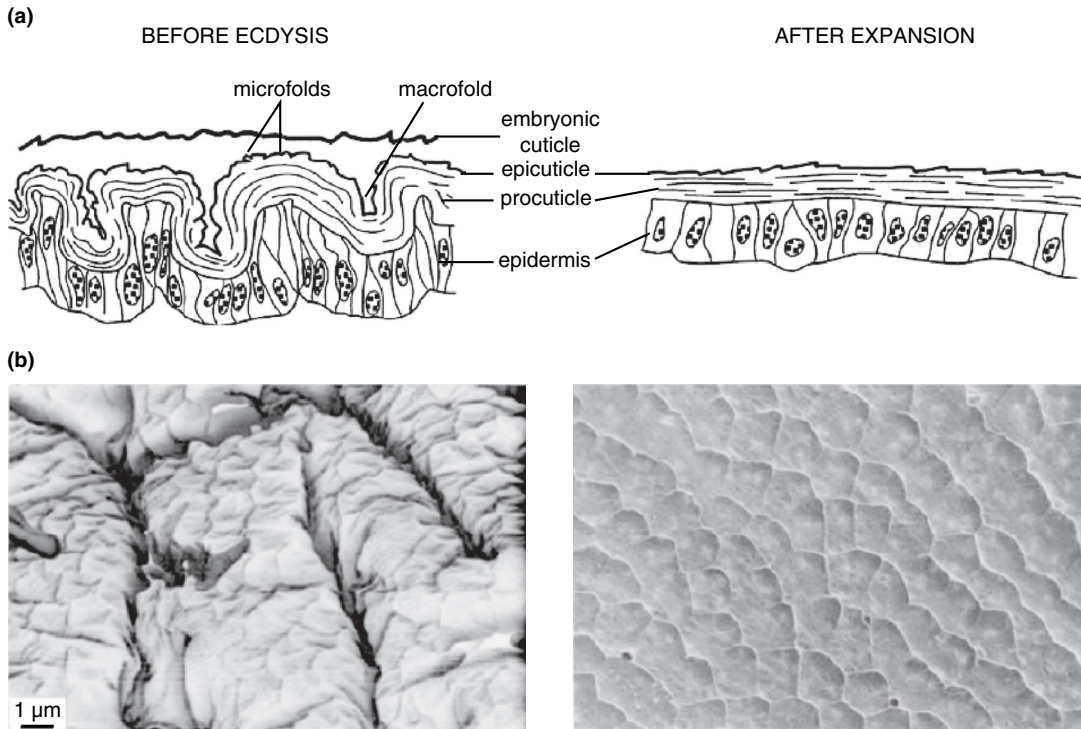 (a)
BEFORE ECDYSIS
AFTER EXPANSION
microfolds
macrofold
embryonic
cuticle
epicuticle
procuticle
epidermis
(b)
1 μm